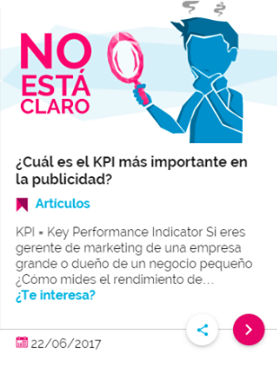 NO
ESTÁ
CLARO
¿Cuál es el KPI más importante en
la publicidad?
Artículos
KPI = Key Performance Indicator Si eres
gerente de marketing de una empresa
grande o dueño de un negocio pequeño
¿Cómo mides el rendimiento de…
¿Te interesa?
22/06/2017